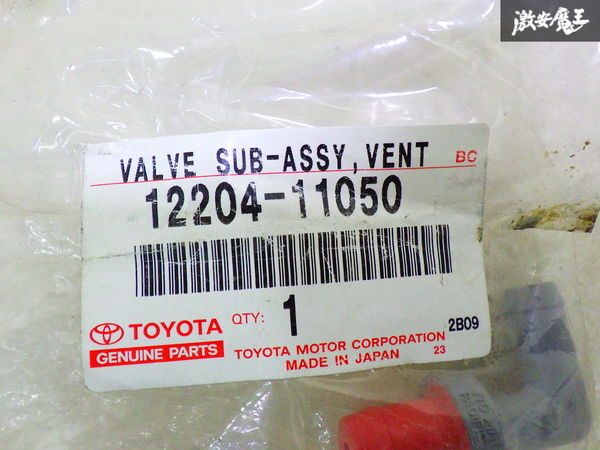 激安魔王
VALVE SUB-ASSY,VENT BC
12204-11050
TOYOTA QTY: 1 2B09
GENUINE PARTS
TOYOTA MOTOR CORPORATION
MADE IN JAPAN 23